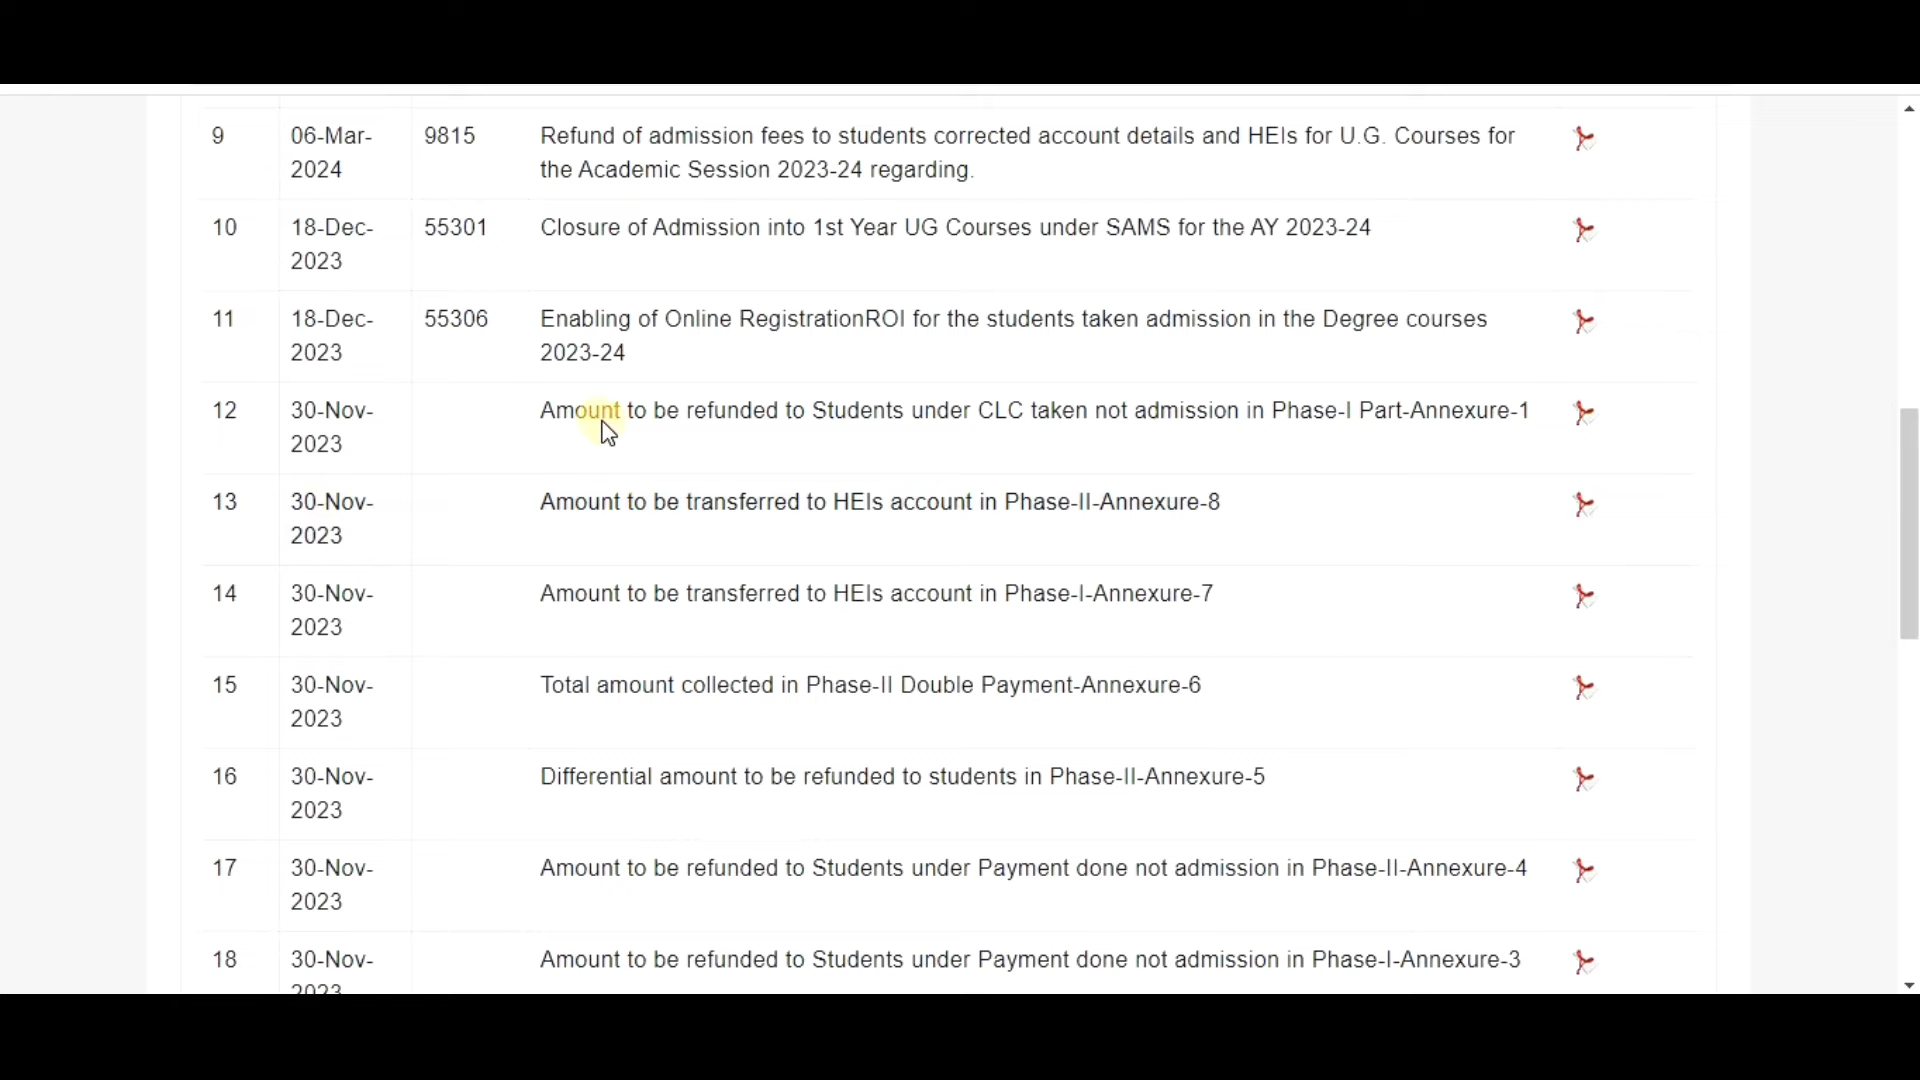 9 06-Mar- 9815 Refund of admission fees to students corrected account details and HEIs for U.G. Courses for
2024 the Academic Session 2023-24 regarding.
10 18-Dec- 55301 Closure of Admission into 1st Year UG Courses under SAMS for the AY 2023-24
2023
11 18-Dec- 55306 Enabling of Online RegistrationROI for the students taken admission in the Degree courses
2023 2023-24
12 30-Nov- Amount to be refunded to Students under CLC taken not admission in Phase-I Part-Annexure-1
2023
13 30-Nov- Amount to be transferred to HEIs account in Phase-II-Annexure-8
2023
14 30-Nov- Amount to be transferred to HEIs account in Phase-I-Annexure-7
2023
15 30-Nov- Total amount collected in Phase-II Double Payment-Annexure-6
2023
16 30-Nov- Differential amount to be refunded to students in Phase-II-Annexure-5
2023
17 30-Nov- Amount to be refunded to Students under Payment done not admission in Phase-II-Annexure-4
2023
18 30-Nov- Amount to be refunded to Students under Payment done not admission in Phase-I-Annexure-3
2023